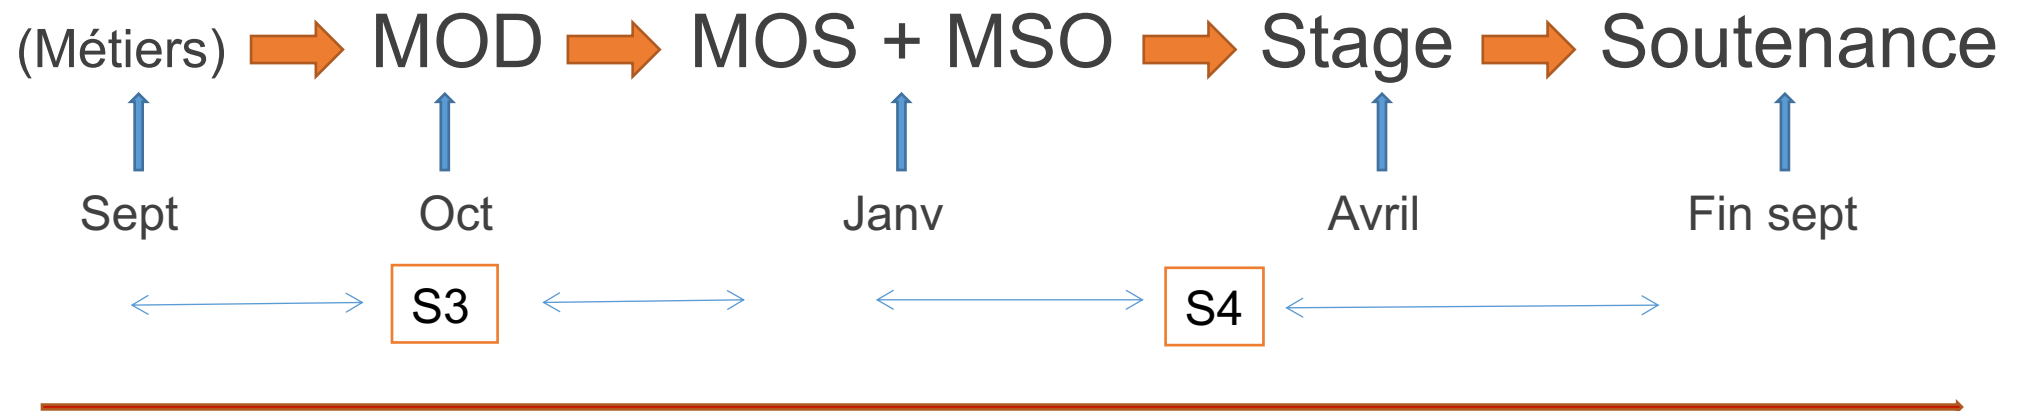 (Métiers) MOD MOS + MSO Stage Soutenance
Sept Oct Janv Avril Fin sept
S3 S4